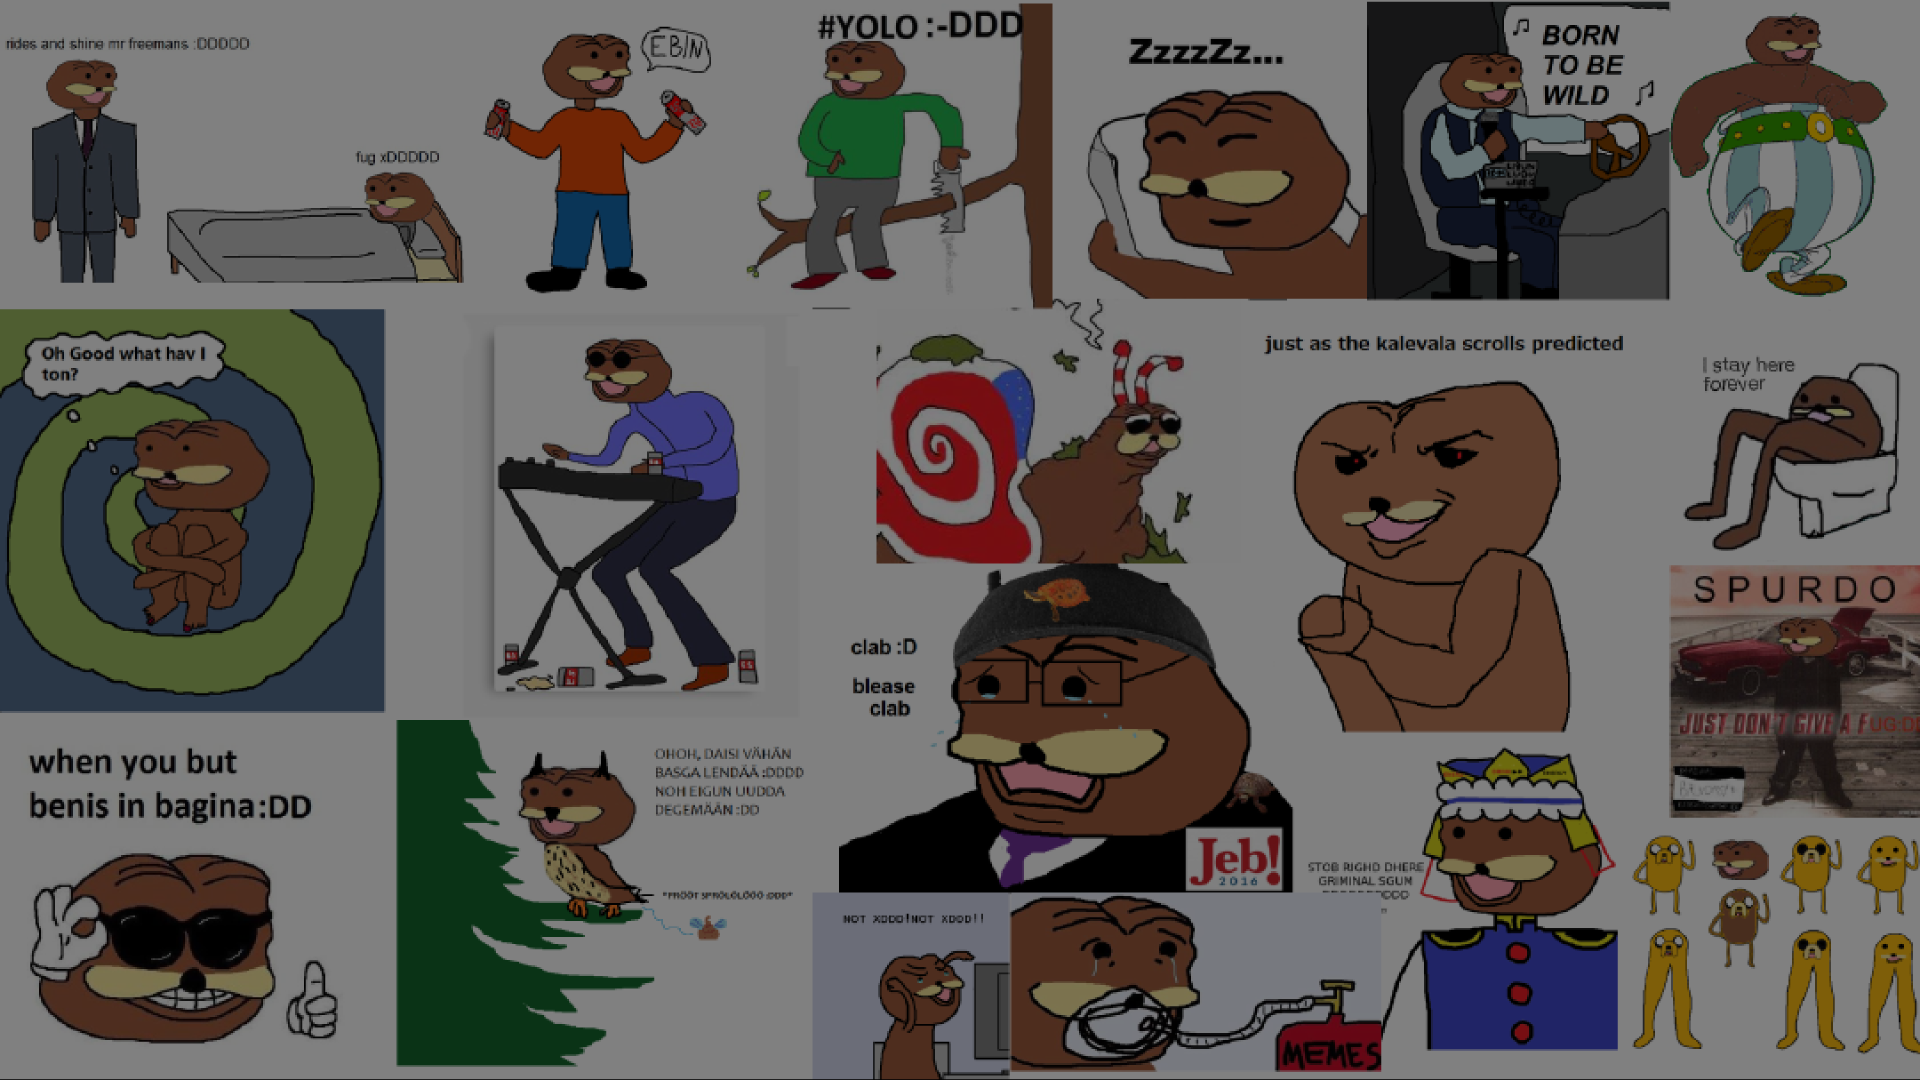 rides and shine mr freemans :DDDDD
fug xDDDDD
EBIN
#YOLO :-DDD
ZzzzZz...
BORN
TO BE
WILD
Oh Good what hav I
ton?
just as the kalevala scrolls predicted
I stay here
forever
clab :D
blease
clab
Jeb!
2016
SPURDO
JUST DON'T GIVE A FUG:D
when you but
benis in bagina:DD
OHOH, DAISI VÄHÄN
BASGA LENDÄÄ :DDDD
NOH EIGUN UUDDA
DEGEMÄÄN :DD
*PRÖÖT SPRÖLÖLÖÖÖ :DDD*
NOT XDDD!NOT XDDD!!
MEMES
STOB RIGHD DHERE
GRIMINAL SGUM